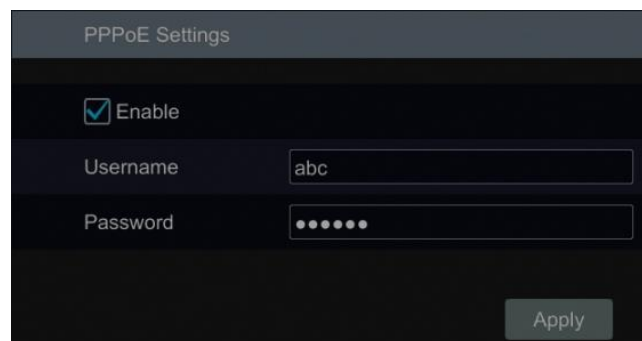 PPPoE Settings
Enable
Username abc
Password ●●●●●●
Apply